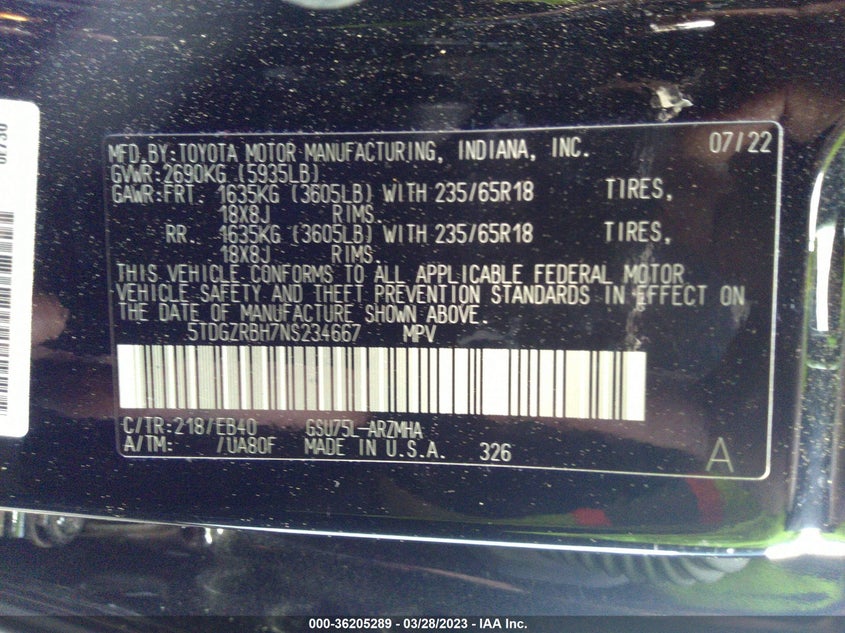 MFD.BY:TOYOTA MOTOR MANUFACTURING, INDIANA, INC. 07/22
GVWR:2690KG (5935LB)
GAWR:FRT. 1635KG (3605LB) WITH 235/65R18 TIRES,
18X8J RIMS.
RR. 1635KG (3605LB) WITH 235/65R18 TIRES,
18X8J RIMS.
THIS VEHICLE CONFORMS TO ALL APPLICABLE FEDERAL MOTOR
VEHICLE SAFETY AND THEFT PREVENTION STANDARDS IN EFFECT ON
THE DATE OF MANUFACTURE SHOWN ABOVE.
5TDGZRBH7NS234667 MPV
C/TR:218/EB40 GSU75L-ARZMHA
A/TM: /UA80F MADE IN U.S.A. 326
A
000-36205289 - 03/28/2023 - IAA Inc.